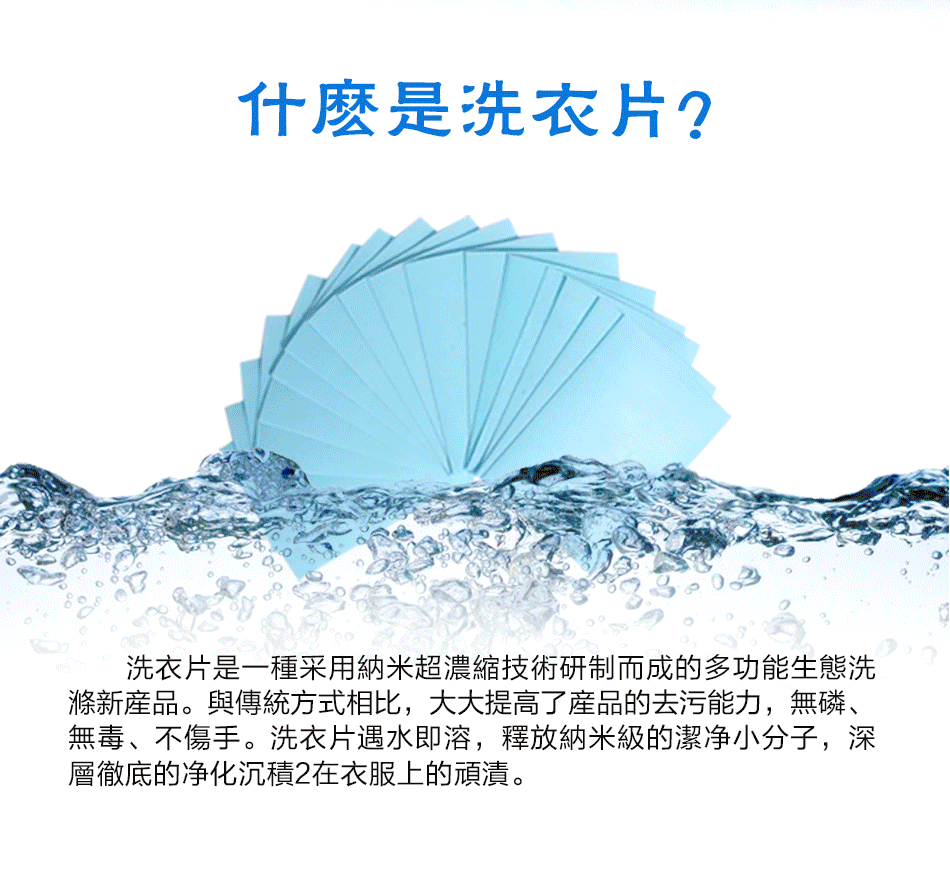 什麽是洗衣片?
洗衣片是一種采用納米超濃縮技術研制而成的多功能生態洗
滌新産品。與傳統方式相比，大大提高了産品的去污能力，無磷、
無毒、不傷手。洗衣片遇水即溶，釋放納米級的潔净小分子，深
層徹底的净化沉積2在衣服上的頑漬。